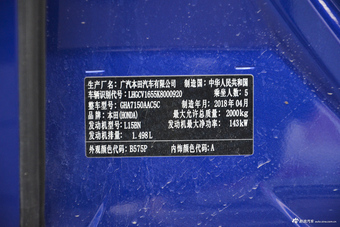 生产企业：广汽本田汽车有限公司 制造国：中华人民共和国
车辆识别代号：LHGCV1655K8000920 乘坐人数：5
整车型号：GHA7150AAC5C 制造年月：2018年04月
品牌：本田(HONDA) 最大允许总质量：2000kg
发动机型号：L15BN 发动机最大净功率：143kW
发动机排量：1.498L
外观颜色代码：B575P 内饰颜色代码：A